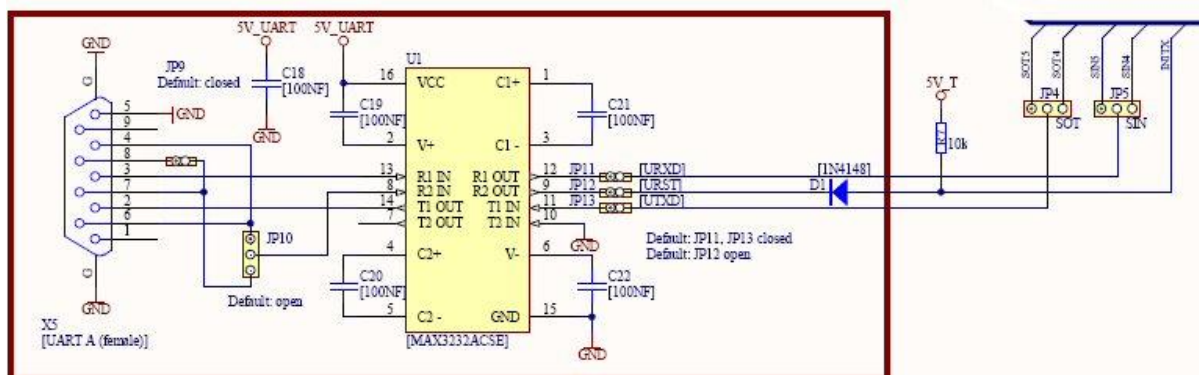 5V_UART
5V_UART
GND
JP9
Default: closed
C18
[100NF]
GND
GND
5
9
4
8
3
7
2
6
1
G
G
GND
X5
[UART A (female)]
JP10
Default: open
U1
C19
[100NF]
C20
[100NF]
16
VCC
C1+
1
2
V+
C1 -
3
13
R1 IN
R1 OUT
12
8
R2 IN
R2 OUT
9
14
T1 OUT
T1 IN
11
7
T2 OUT
T2 IN
10
4
C2+
V-
6
5
C2 -
GND
15
[MAX3232ACSE]
C21
[100NF]
JP11
[URXD]
JP12
[URST]
JP13
[UTXD]
GND
Default: JP11, JP13 closed
Default: JP12 open
C22
[100NF]
GND
[1N4148]
D1
5V_T
R7
10k
SOT5
SOT4
SIN5
SIN4
INITX
JP4
SOT
JP5
SIN